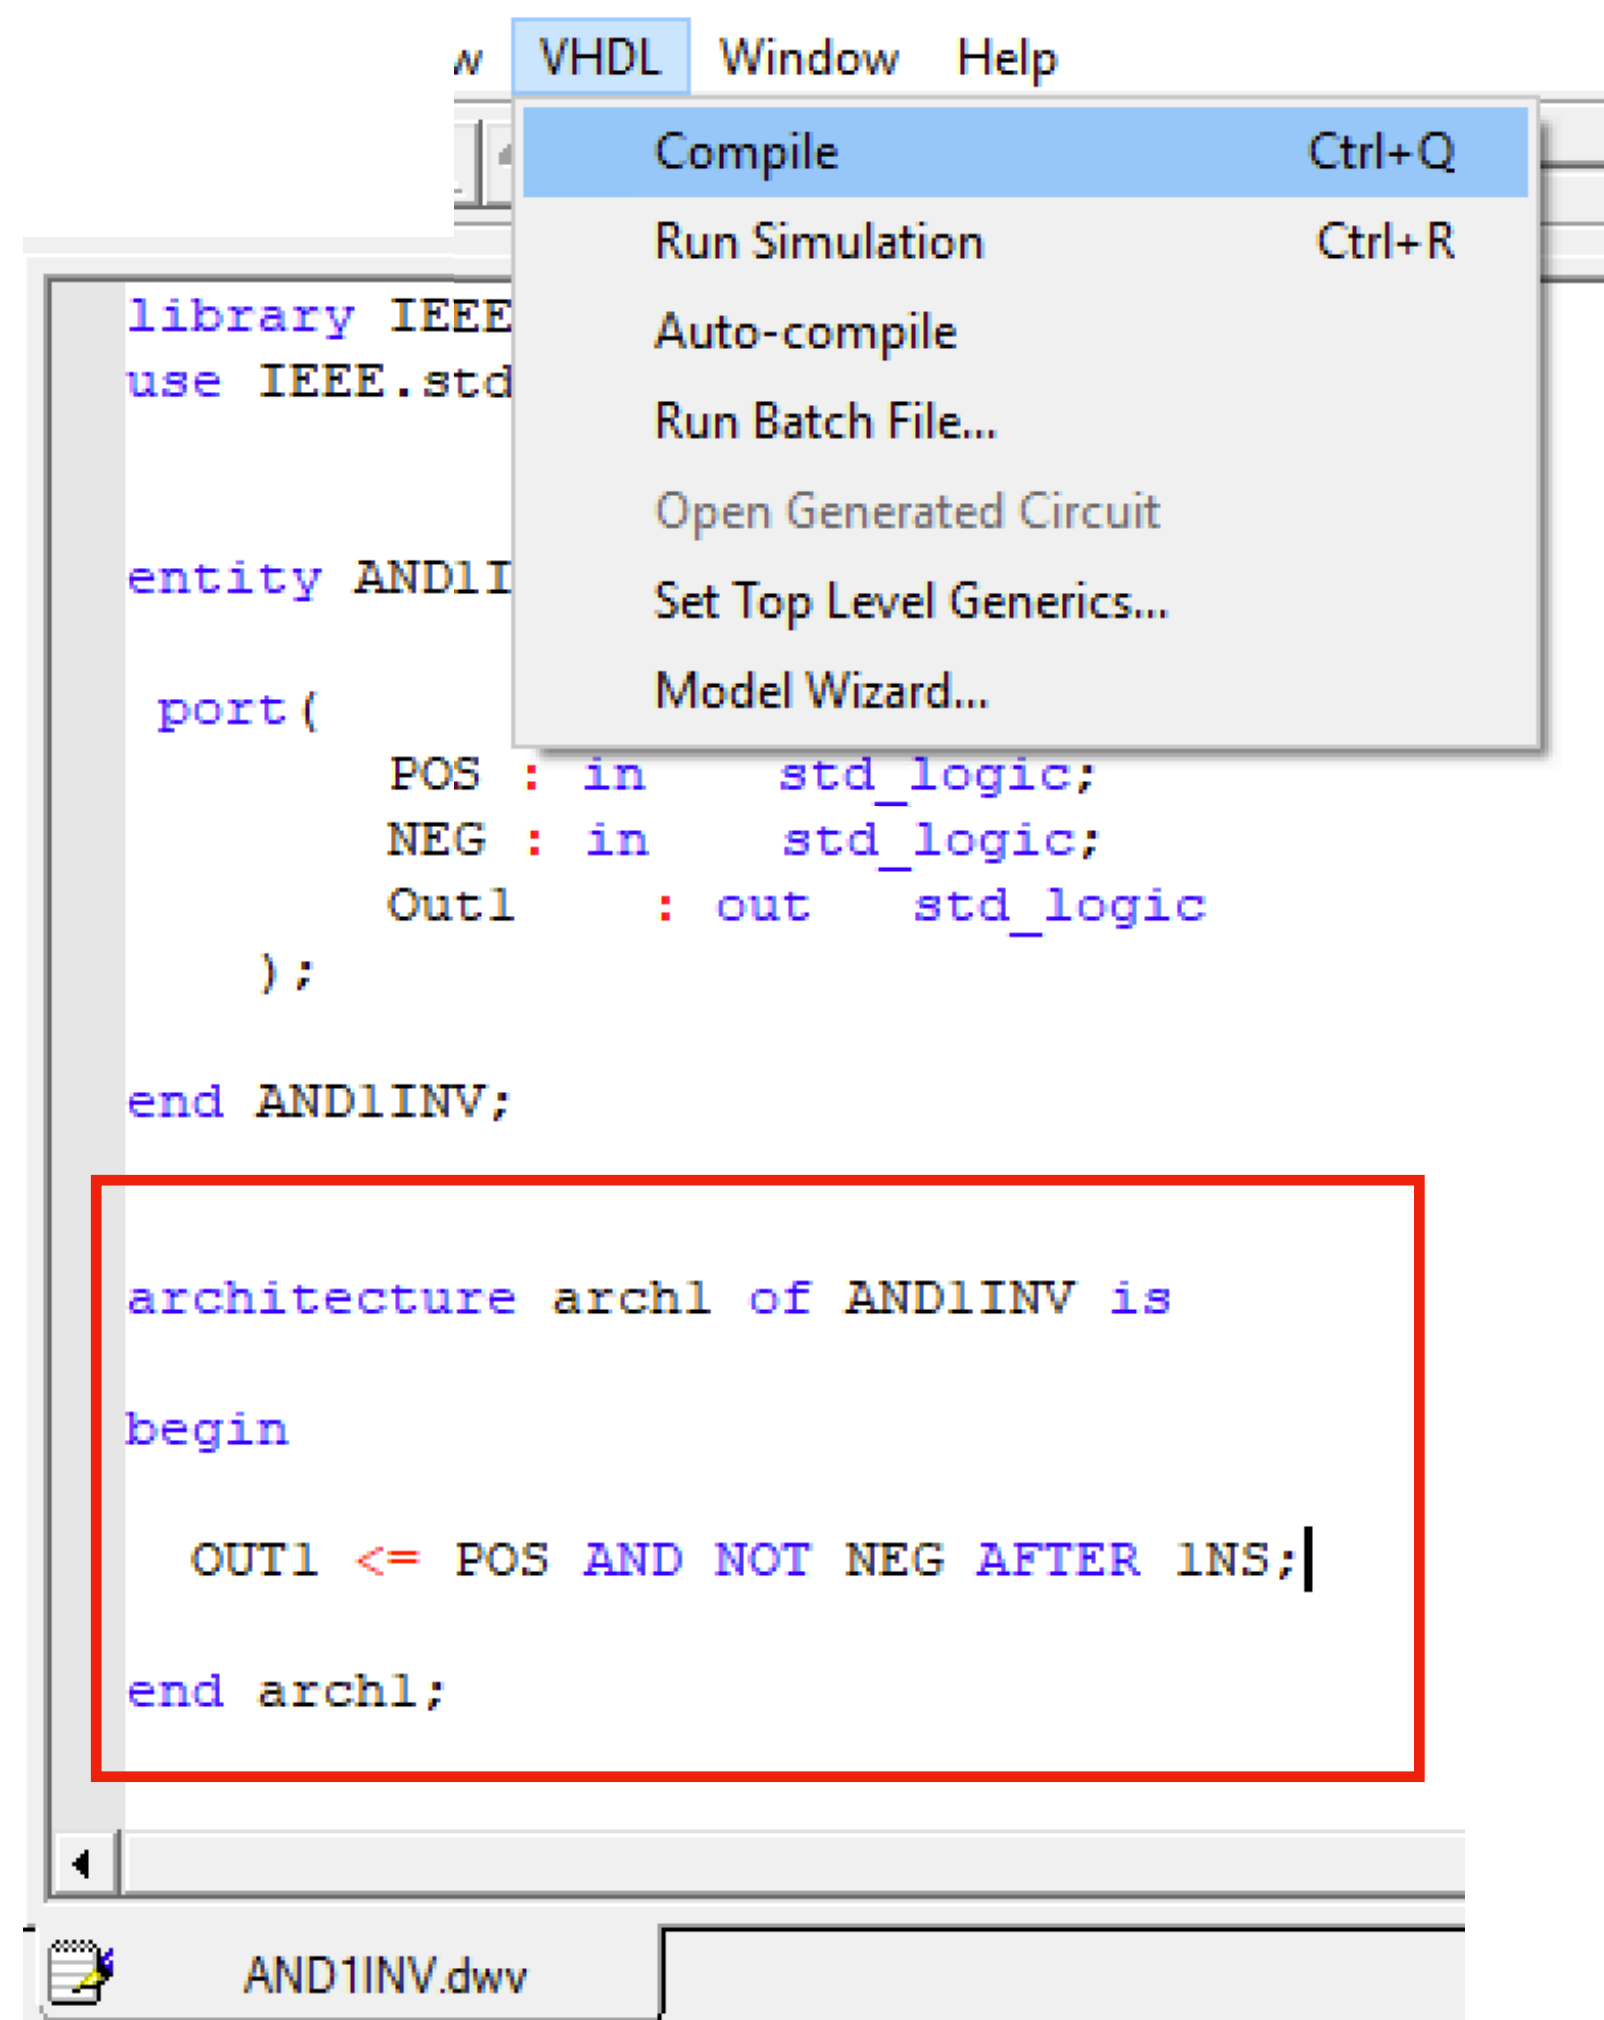 w VHDL Window Help
Compile Ctrl+Q
Run Simulation Ctrl+R
Auto-compile
Run Batch File...
Open Generated Circuit
Set Top Level Generics...
Model Wizard...
library IEEE
use IEEE.std
entity AND1I
port(
POS : in std_logic;
NEG : in std_logic;
Out1 : out std_logic
);
end AND1INV;
architecture arch1 of AND1INV is
begin
OUT1 <= POS AND NOT NEG AFTER 1NS;
end arch1;
AND1INV.dwv